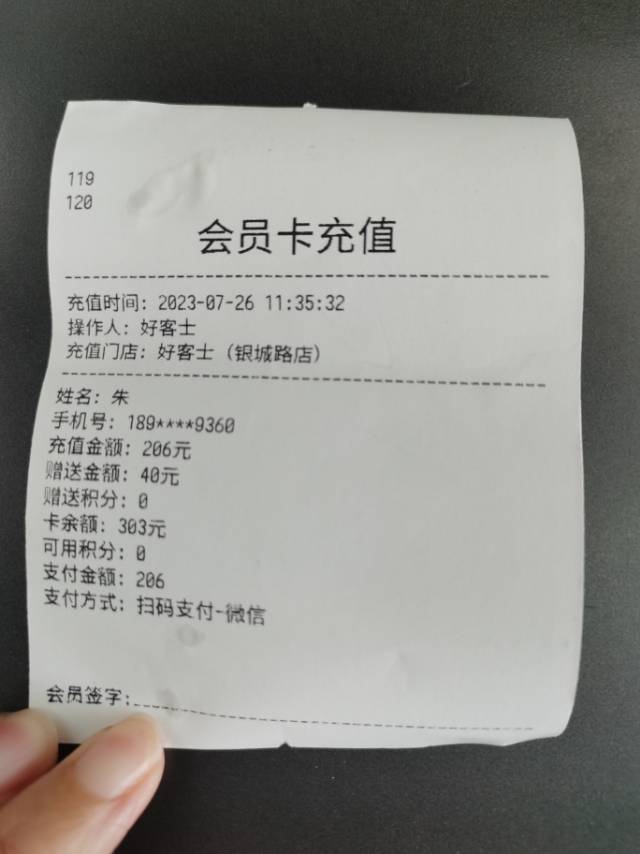 119
120
会员卡充值
充值时间: 2023-07-26 11:35:32
操作人: 好客士
充值门店: 好客士（银城路店）
姓名: 朱
手机号: 189****9360
充值金额: 206元
赠送金额: 40元
赠送积分: 0
卡余额: 303元
可用积分: 0
支付金额: 206
支付方式: 扫码支付-微信
会员签字: